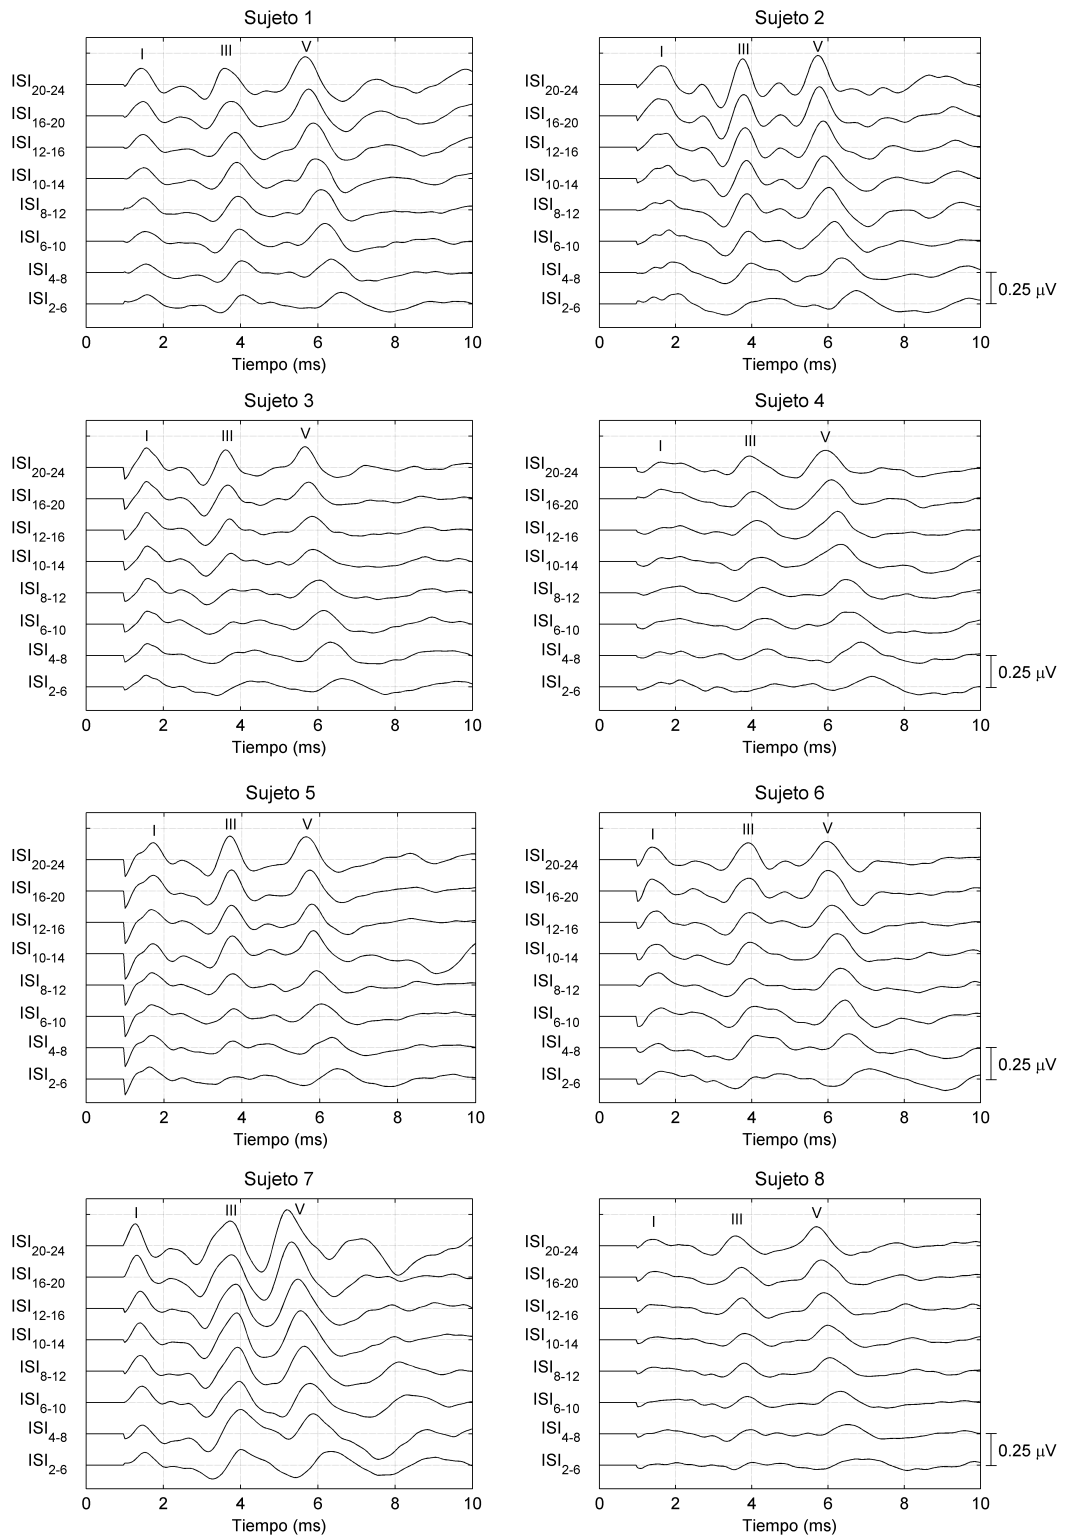 Sujeto 1
I III V
ISI20-24
ISI16-20
ISI12-16
ISI10-14
ISI8-12
ISI6-10
ISI4-8
ISI2-6
0 2 4 6 8 10
Tiempo (ms)
Sujeto 2
I III V
ISI20-24
ISI16-20
ISI12-16
ISI10-14
ISI8-12
ISI6-10
ISI4-8
ISI2-6
0.25 μV
0 2 4 6 8 10
Tiempo (ms)
Sujeto 3
I III V
ISI20-24
ISI16-20
ISI12-16
ISI10-14
ISI8-12
ISI6-10
ISI4-8
ISI2-6
0 2 4 6 8 10
Tiempo (ms)
Sujeto 4
I III V
ISI20-24
ISI16-20
ISI12-16
ISI10-14
ISI8-12
ISI6-10
ISI4-8
ISI2-6
0.25 μV
0 2 4 6 8 10
Tiempo (ms)
Sujeto 5
I III V
ISI20-24
ISI16-20
ISI12-16
ISI10-14
ISI8-12
ISI6-10
ISI4-8
ISI2-6
0 2 4 6 8 10
Tiempo (ms)
Sujeto 6
I III V
ISI20-24
ISI16-20
ISI12-16
ISI10-14
ISI8-12
ISI6-10
ISI4-8
ISI2-6
0.25 μV
0 2 4 6 8 10
Tiempo (ms)
Sujeto 7
I III V
ISI20-24
ISI16-20
ISI12-16
ISI10-14
ISI8-12
ISI6-10
ISI4-8
ISI2-6
0 2 4 6 8 10
Tiempo (ms)
Sujeto 8
I III V
ISI20-24
ISI16-20
ISI12-16
ISI10-14
ISI8-12
ISI6-10
ISI4-8
ISI2-6
0.25 μV
0 2 4 6 8 10
Tiempo (ms)